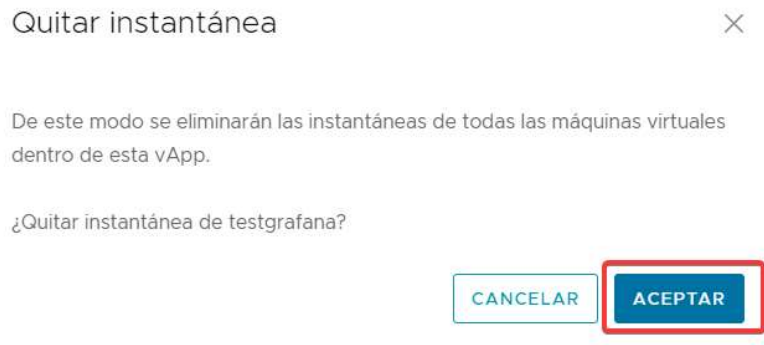 Quitar instantánea
De este modo se eliminarán las instantáneas de todas las máquinas virtuales
dentro de esta vApp.
¿Quitar instantánea de testgrafana?
CANCELAR
ACEPTAR